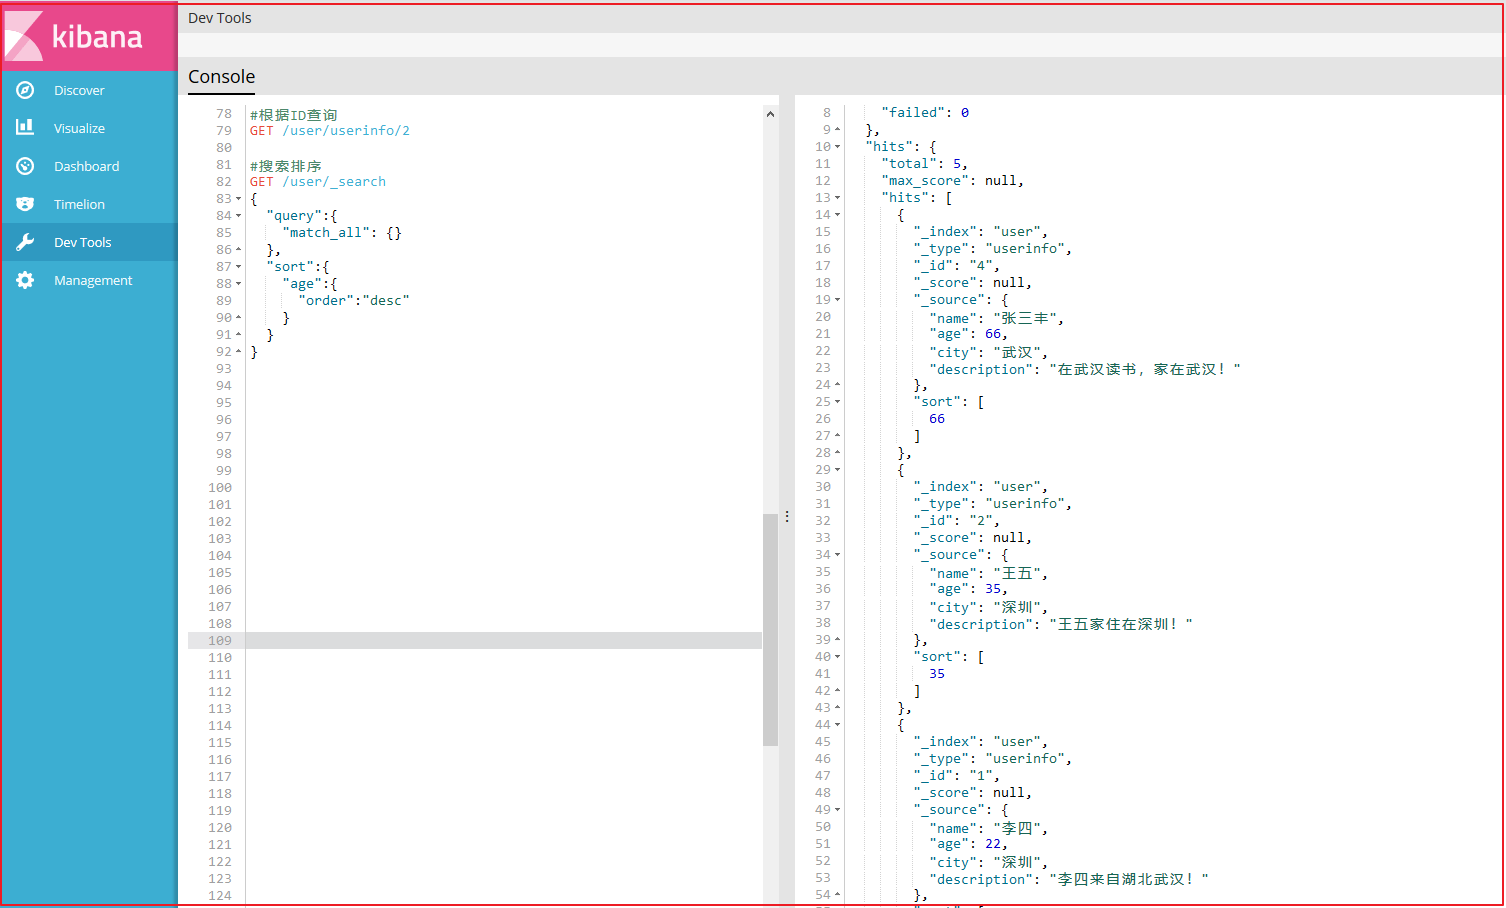 kibana
Discover
Visualize
Dashboard
Timelion
Dev Tools
Management
Dev Tools
Console
78 #根据ID查询
79 GET /user/userinfo/2
80
81 #搜索排序
82 GET /user/_search
83 {
84 "query":{
85 "match_all": {}
86 },
87 "sort":{
88 "age":{
89 "order":"desc"
90 }
91 }
92 }
93
94
95
96
97
98
99
100
101
102
103
104
105
106
107
108
109
110
111
112
113
114
115
116
117
118
119
120
121
122
123
124
8 "failed": 0
9 },
10 "hits": {
11 "total": 5,
12 "max_score": null,
13 "hits": [
14 {
15 "_index": "user",
16 "_type": "userinfo",
17 "_id": "4",
18 "_score": null,
19 "_source": {
20 "name": "张三丰",
21 "age": 66,
22 "city": "武汉",
23 "description": "在武汉读书，家在武汉！"
24 },
25 "sort": [
26 66
27 ]
28 },
29 {
30 "_index": "user",
31 "_type": "userinfo",
32 "_id": "2",
33 "_score": null,
34 "_source": {
35 "name": "王五",
36 "age": 35,
37 "city": "深圳",
38 "description": "王五家住在深圳！"
39 },
40 "sort": [
41 35
42 ]
43 },
44 {
45 "_index": "user",
46 "_type": "userinfo",
47 "_id": "1",
48 "_score": null,
49 "_source": {
50 "name": "李四",
51 "age": 22,
52 "city": "深圳",
53 "description": "李四来自湖北武汉！"
54 },